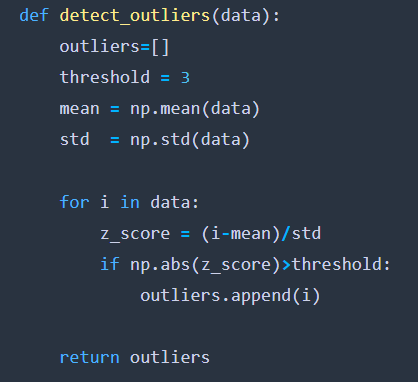 def detect_outliers(data):
    outliers=[]
    threshold = 3
    mean = np.mean(data)
    std  = np.std(data)
    for i in data:
        z_score = (i-mean)/std
        if np.abs(z_score)>threshold:
            outliers.append(i)
    return outliers